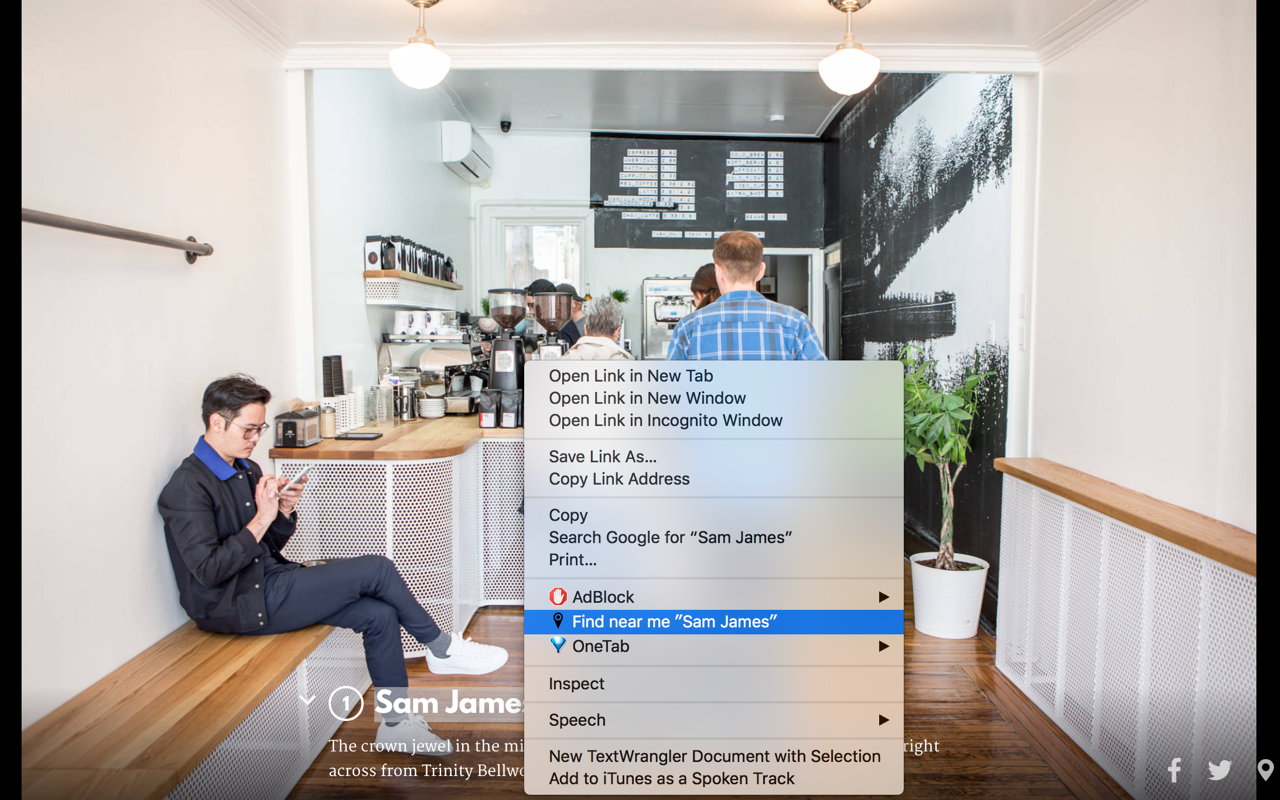 Open Link in New Tab
Open Link in New Window
Open Link in Incognito Window
Save Link As...
Copy Link Address
Copy
Search Google for “Sam James”
Print...
AdBlock
Find near me ”Sam James”
OneTab
Inspect
Speech
New TextWrangler Document with Selection
Add to iTunes as a Spoken Track
1 Sam Jame
The crown jewel in the mi right
across from Trinity Bellwo